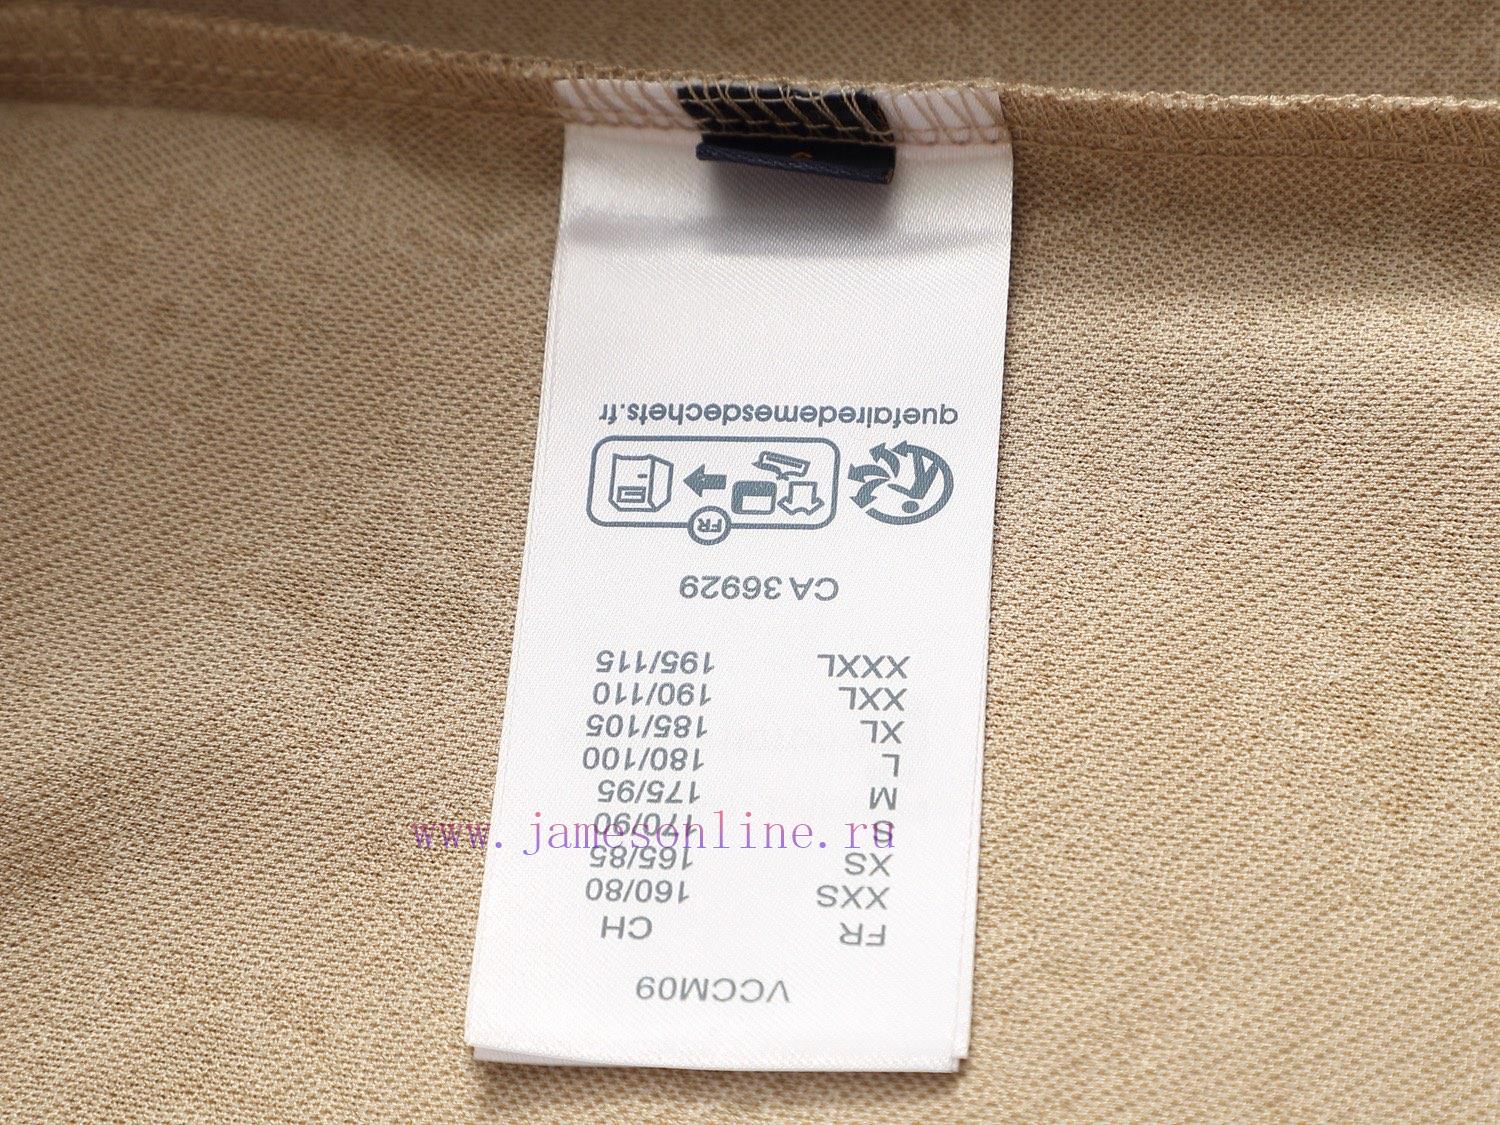 VCCM09
FR CH
XXS 160/80
XS 165/85
S 170/90
M 175/95
L 180/100
XL 185/105
XXL 190/110
XXXL 195/115
CA 36929
FR
quefairedemesdechets.fr
www.jamesonline.ru